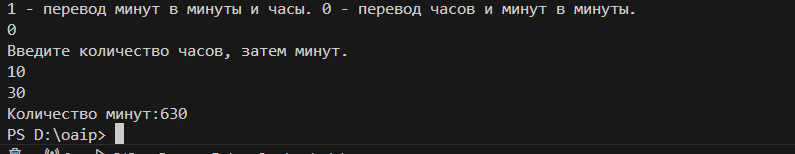 1 - перевод минут в минуты и часы. 0 - перевод часов и минут в минуты.
0
Введите количество часов, затем минут.
10
30
Количество минут:630
PS D:\oaip>